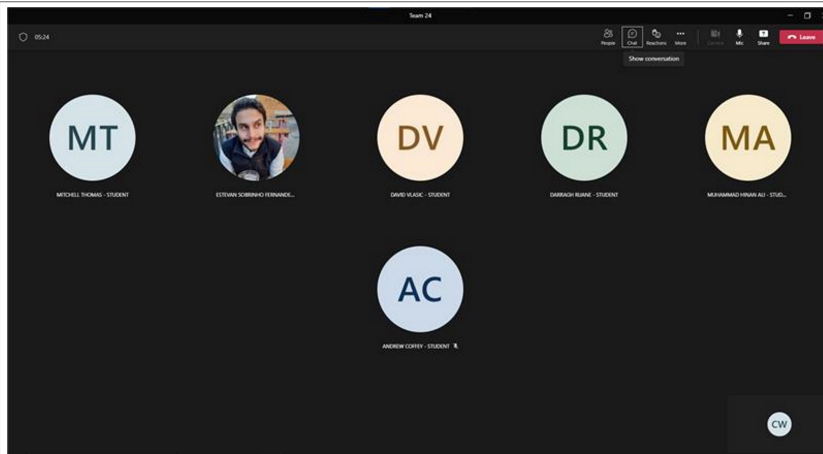 Team 24
05:24
People Chat Reactions More Camera Mic Share Leave
Show conversation
MT DV DR MA
MITCHELL THOMAS - STUDENT ESTEVAN SOBRINHO FERNANDE... DAVID VLASIC - STUDENT DARRAGH RUANE - STUDENT MUHAMMAD HINAN ALI - STUD...
AC
ANDREW COFFEY - STUDENT
CW